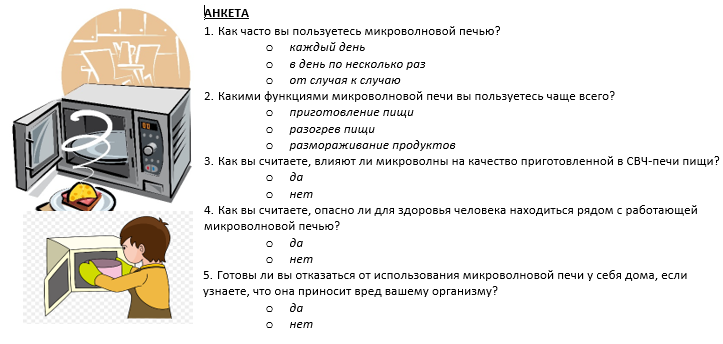 АНКЕТА
1. Как часто вы пользуетесь микроволновой печью?
o каждый день
o в день по несколько раз
o от случая к случаю
2. Какими функциями микроволновой печи вы пользуетесь чаще всего?
o приготовление пищи
o разогрев пищи
o размораживание продуктов
3. Как вы считаете, влияют ли микроволны на качество приготовленной в СВЧ-печи пищи?
o да
o нет
4. Как вы считаете, опасно ли для здоровья человека находиться рядом с работающей
микроволновой печью?
o да
o нет
5. Готовы ли вы отказаться от использования микроволновой печи у себя дома, если
узнаете, что она приносит вред вашему организму?
o да
o нет